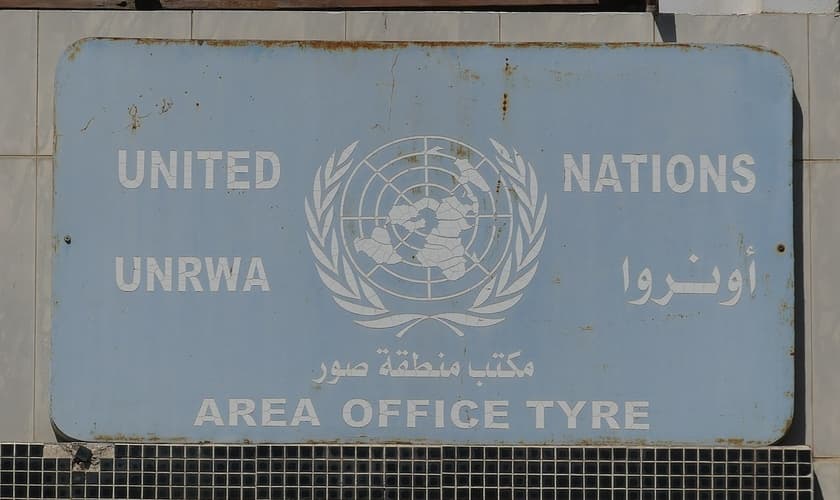 UNITED NATIONS
UNRWA أونروا
مكتب منطقة صور
AREA OFFICE TYRE